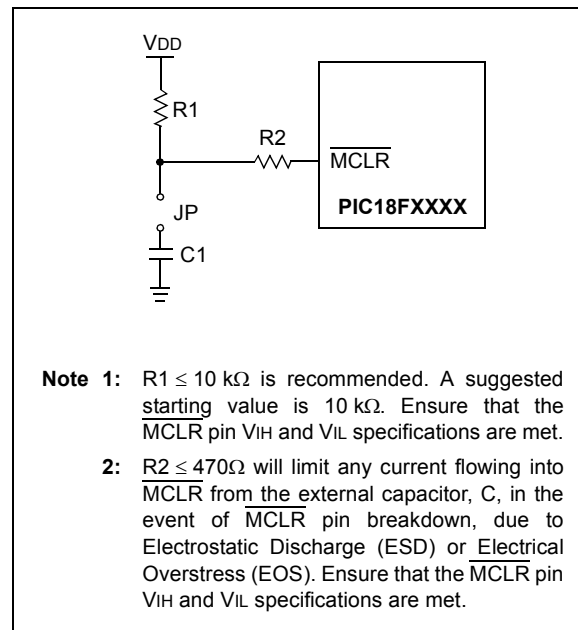 VDD
R1
R2
MCLR
JP
PIC18FXXXX
C1
Note 1: R1 ≤ 10 kΩ is recommended. A suggested
starting value is 10 kΩ. Ensure that the
MCLR pin VIH and VIL specifications are met.
2: R2 ≤ 470Ω will limit any current flowing into
MCLR from the external capacitor, C, in the
event of MCLR pin breakdown, due to
Electrostatic Discharge (ESD) or Electrical
Overstress (EOS). Ensure that the MCLR pin
VIH and VIL specifications are met.